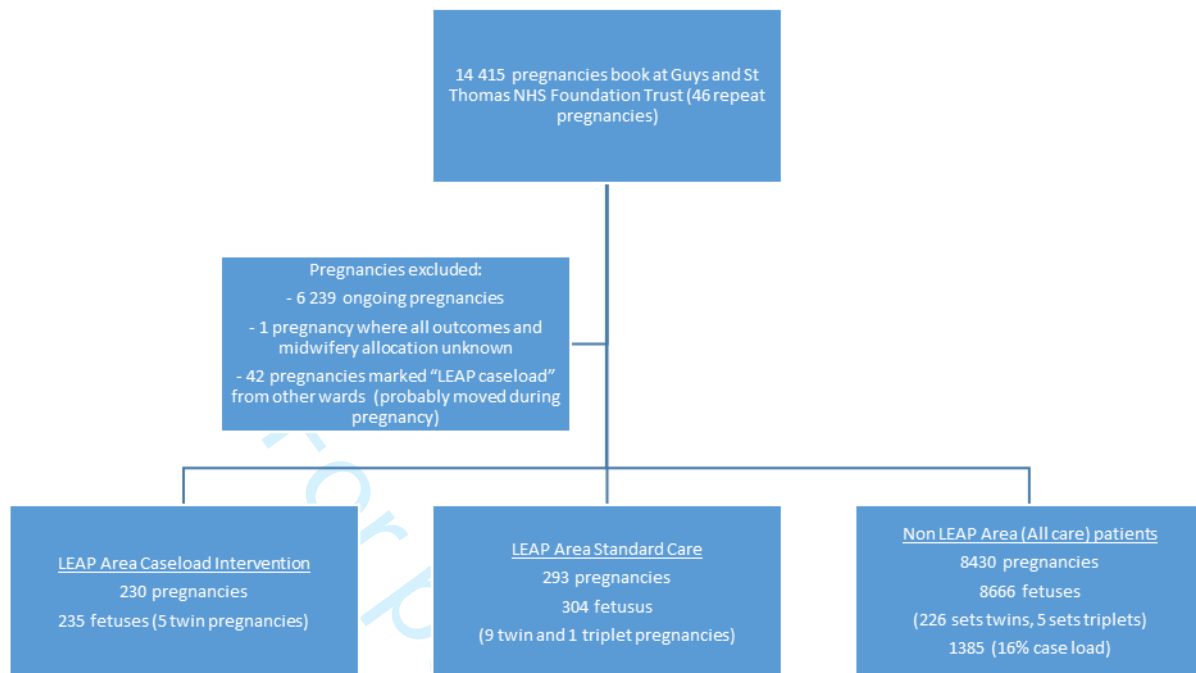 14 415 pregnancies book at Guys and St
Thomas NHS Foundation Trust (46 repeat
pregnancies)
Pregnancies excluded:
- 6 239 ongoing pregnancies
- 1 pregnancy where all outcomes and
midwifery allocation unknown
- 42 pregnancies marked “LEAP caseload”
from other wards (probably moved during
pregnancy)
LEAP Area Caseload Intervention
230 pregnancies
235 fetuses (5 twin pregnancies)
LEAP Area Standard Care
293 pregnancies
304 fetusus
(9 twin and 1 triplet pregnancies)
Non LEAP Area (All care) patients
8430 pregnancies
8666 fetuses
(226 sets twins, 5 sets triplets)
1385 (16% case load)